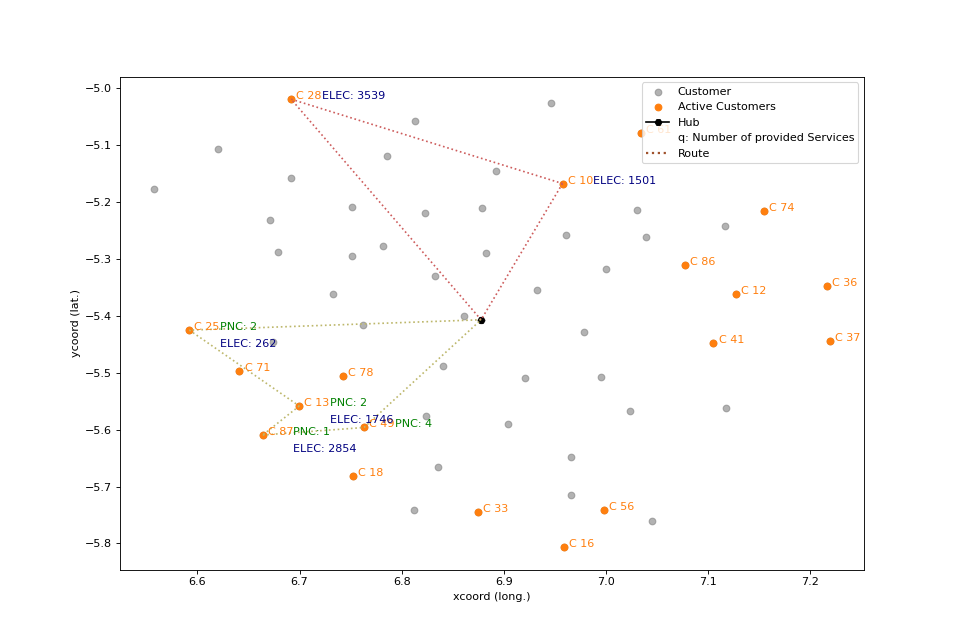 C 28 ELEC: 3539
Customer
Active Customers
Hub
q: Number of provided Services
Route
C 10 ELEC: 1501
C 74
C 86
C 36
C 12
C 25 PNC: 2
ELEC: 262
C 41
C 37
C 71
C 78
C 13 PNC: 2
ELEC: 1746
C 49 PNC: 4
C 87 PNC: 1
ELEC: 2854
C 18
C 33
C 56
C 16
−5.0
−5.1
−5.2
−5.3
−5.4
−5.5
−5.6
−5.7
−5.8
ycoord (lat.)
6.6 6.7 6.8 6.9 7.0 7.1 7.2
xcoord (long.)